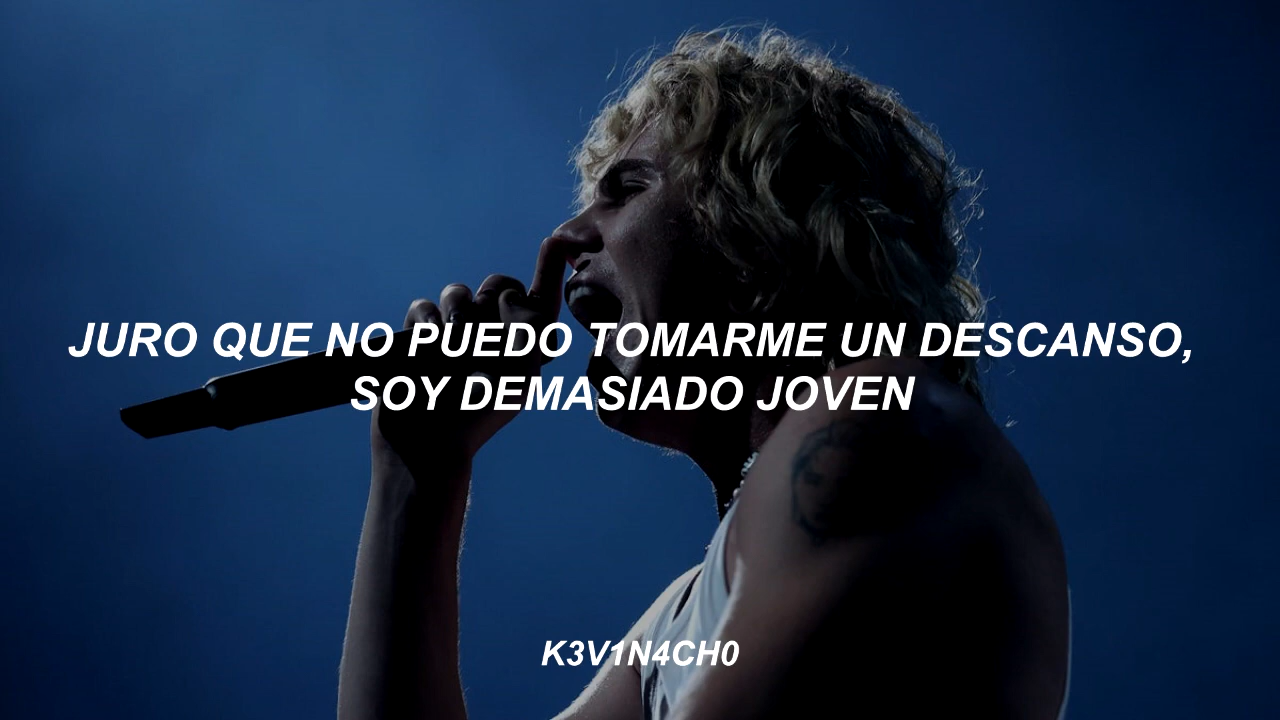 JURO QUE NO PUEDO TOMARME UN DESCANSO,
SOY DEMASIADO JOVEN
K3V1N4CH0